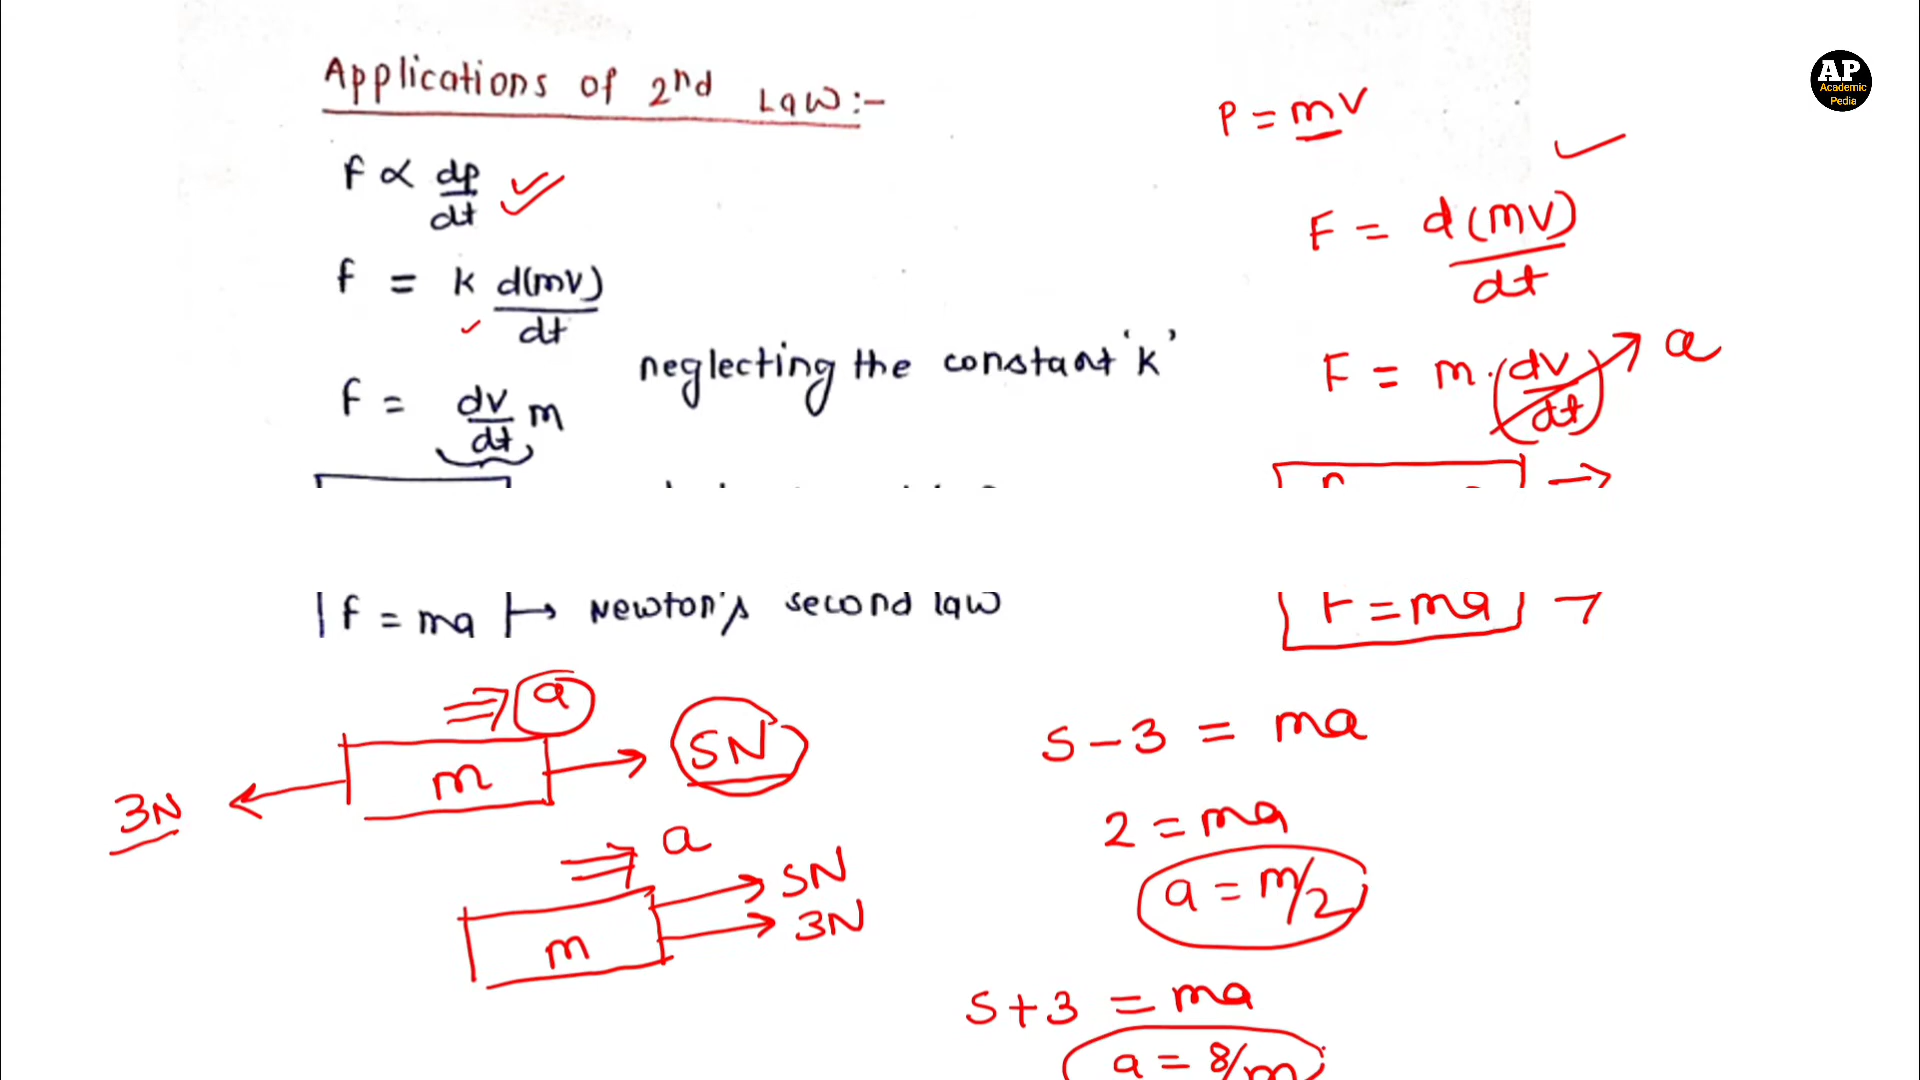 Applications of 2nd Law:-
f ∝ dp/dt
f = k d(mv)/dt
neglecting the constant 'k'
f = dv/dt m
f = ma → Newton's second law
AP
Academic
Pedia
P = mv
F = d(mv)/dt
F = m.(dv/dt) → a
F = ma
a
3N
m
5N
a
m
5N
3N
5-3 = ma
2 = ma
a = m/2
5+3 = ma
a = 8/m